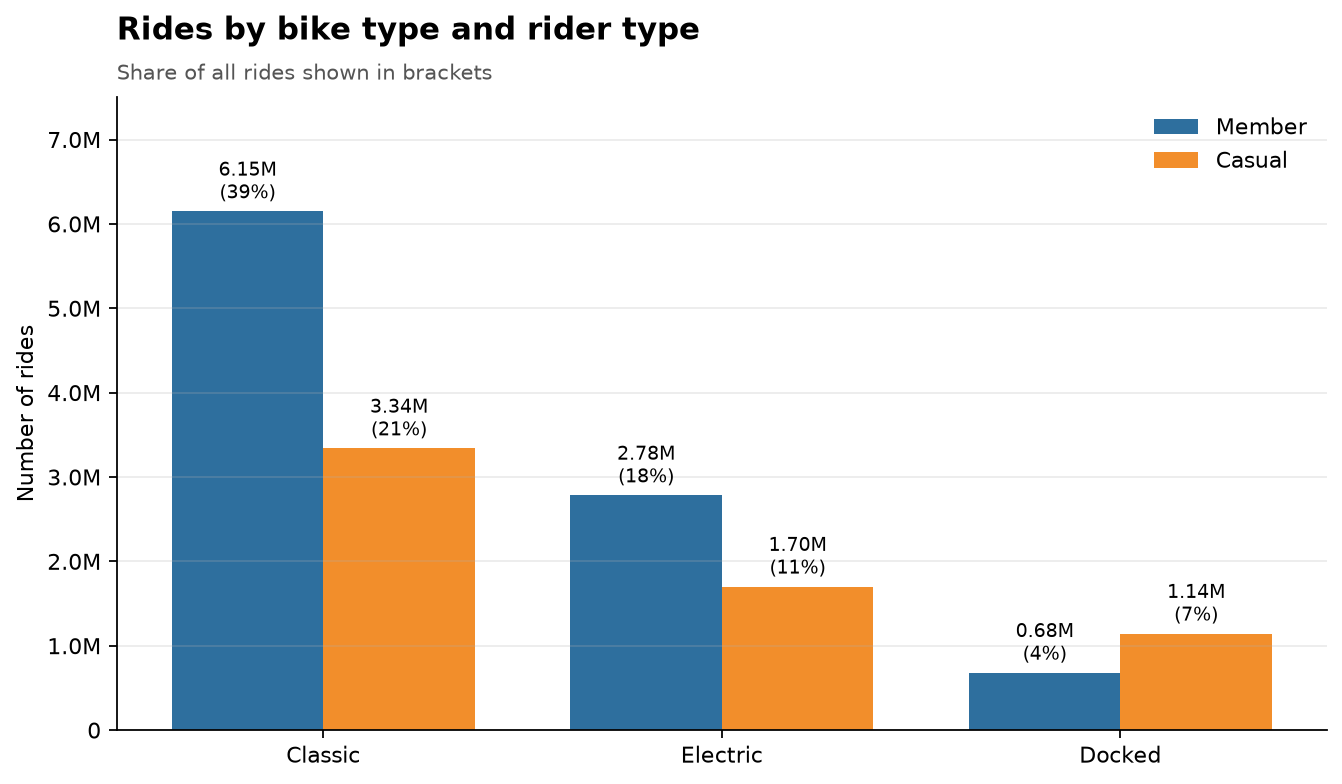 Rides by bike type and rider type
Share of all rides shown in brackets
Member
Casual
Number of rides
7.0M
6.0M
5.0M
4.0M
3.0M
2.0M
1.0M
0
6.15M
(39%)
3.34M
(21%)
2.78M
(18%)
1.70M
(11%)
0.68M
(4%)
1.14M
(7%)
Classic
Electric
Docked